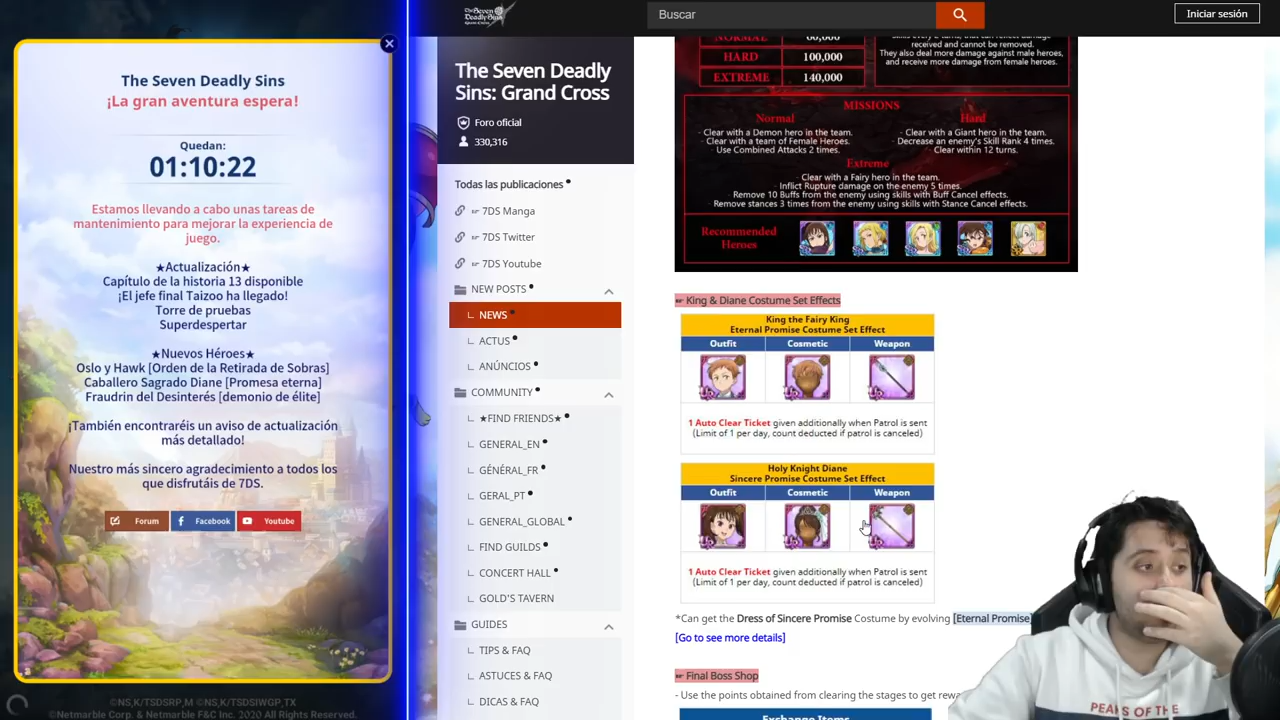 The Seven Deadly Sins
¡La gran aventura espera!
Quedan:
01:10:22
Estamos llevando a cabo unas tareas de
mantenimiento para mejorar la experiencia de
juego.
★Actualización★
Capítulo de la historia 13 disponible
¡El jefe final Taizoo ha llegado!
Torre de pruebas
Superdespertar
★Nuevos Héroes★
Oslo y Hawk [Orden de la Retirada de Sobras]
Caballero Sagrado Diane [Promesa eterna]
Fraudrin del Desinterés [demonio de élite]
¡También encontraréis un aviso de actualización
más detallado!
Nuestro más sincero agradecimiento a todos los
que disfrutáis de 7DS.
Forum
Facebook
Youtube
©NS,K/TSDSRP,M ©NS,K/TSDSIWGP,TX
©Netmarble Corp. & Netmarble F&C Inc. 2020 All Rights Reserved.
Buscar
Iniciar sesión
The Seven Deadly
Sins: Grand Cross
Foro oficial
330,316
Todas las publicaciones
☞ 7DS Manga
☞ 7DS Twitter
☞ 7DS Youtube
NEW POSTS
NEWS
ACTUS
ANÚNCIOS
COMMUNITY
★FIND FRIENDS★
GENERAL_EN
GÉNÉRAL_FR
GERAL_PT
GENERAL_GLOBAL
FIND GUILDS
CONCERT HALL
GOLD'S TAVERN
GUIDES
TIPS & FAQ
ASTUCES & FAQ
DICAS & FAQ
NORMAL
HARD 100,000
EXTREME 140,000
received and cannot be removed.
They also deal more damage against male heroes,
and receive more damage from female heroes.
MISSIONS
Normal
- Clear with a Demon hero in the team.
- Clear with a team of Female Heroes.
- Use Combined Attacks 2 times.
Hard
- Clear with a Giant hero in the team.
- Decrease an enemy's Skill Rank 4 times.
- Clear within 12 turns.
Extreme
- Clear with a Fairy hero in the team.
- Inflict Rupture damage on the enemy 5 times.
- Remove 10 Buffs from the enemy using skills with Buff Cancel effects.
- Remove stances 3 times from the enemy using skills with Stance Cancel effects.
Recommended
Heroes
☞ King & Diane Costume Set Effects
King the Fairy King
Eternal Promise Costume Set Effect
Outfit Cosmetic Weapon
1 Auto Clear Ticket given additionally when Patrol is sent
(Limit of 1 per day, count deducted if patrol is canceled)
Holy Knight Diane
Sincere Promise Costume Set Effect
Outfit Cosmetic Weapon
1 Auto Clear Ticket given additionally when Patrol is sent
(Limit of 1 per day, count deducted if patrol is canceled)
*Can get the Dress of Sincere Promise Costume by evolving [Eternal Promise]
[Go to see more details]
☞ Final Boss Shop
- Use the points obtained from clearing the stages to get
Exchange Items
PEAKS OF THE